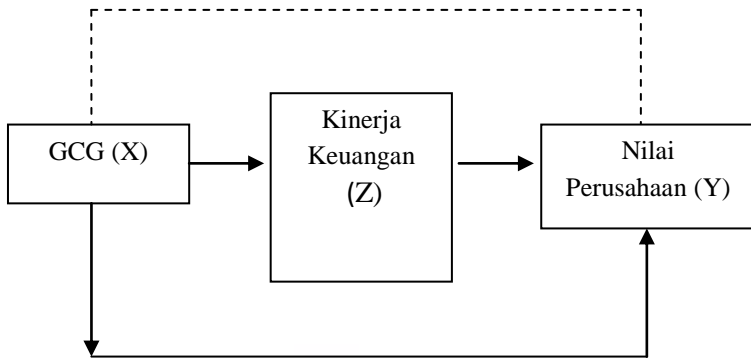 GCG (X)
Kinerja
Keuangan
(Z)
Nilai
Perusahaan (Y)